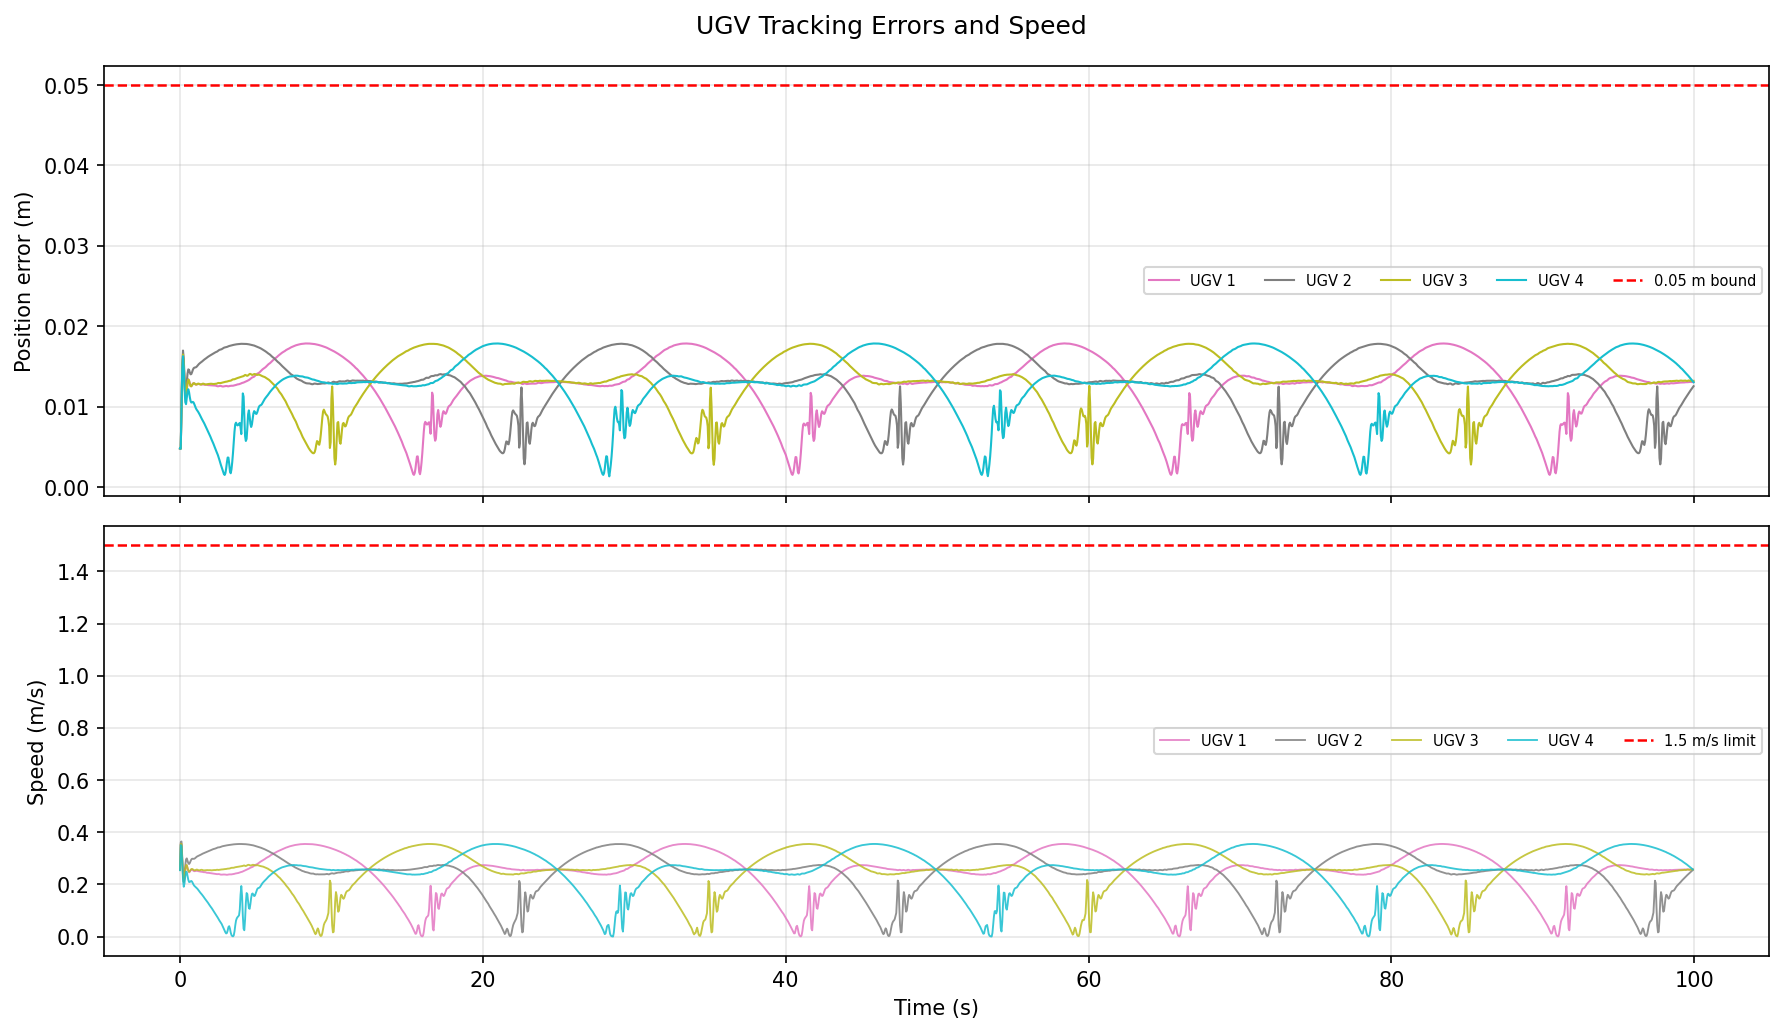 UGV Tracking Errors and Speed
Position error (m)
0.05
0.04
0.03
0.02
0.01
0.00
UGV 1 UGV 2 UGV 3 UGV 4 0.05 m bound
Speed (m/s)
1.4
1.2
1.0
0.8
0.6
0.4
0.2
0.0
UGV 1 UGV 2 UGV 3 UGV 4 1.5 m/s limit
0 20 40 60 80 100
Time (s)